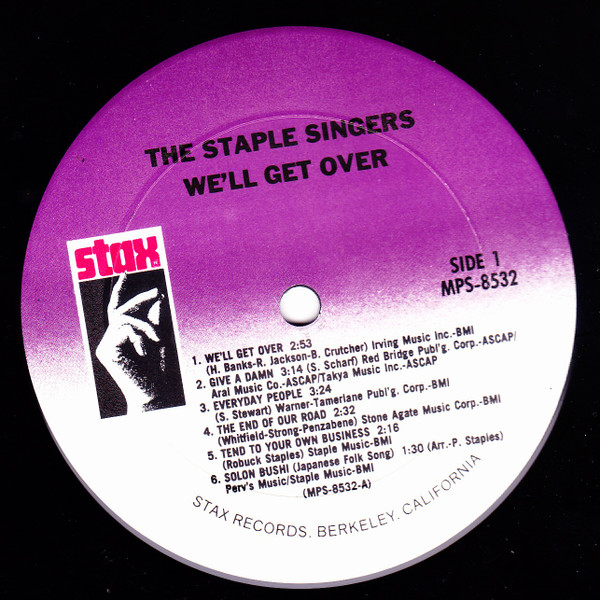 THE STAPLE SINGERS
WE'LL GET OVER
stax
SIDE 1
MPS-8532
1. WE'LL GET OVER 2:53
(H. Banks-R. Jackson-B. Crutcher) Irving Music Inc.-BMI
2. GIVE A DAMN 3:14 (S. Scharf) Red Bridge Publ'g. Corp.-ASCAP/
Aral Music Co.-ASCAP/Takya Music Inc.-ASCAP
3. EVERYDAY PEOPLE 3:24
(S. Stewart) Warner-Tamerlane Publ'g. Corp.-BMI
4. THE END OF OUR ROAD 2:32
(Whitfield-Strong-Penzabene) Stone Agate Music Corp.-BMI
5. TEND TO YOUR OWN BUSINESS 2:16
(Robuck Staples) Staple Music-BMI
6. SOLON BUSHI (Japanese Folk Song) 1:30 (Arr.-P. Staples)
Perv's Music/Staple Music-BMI
(MPS-8532-A)
STAX RECORDS, BERKELEY, CALIFORNIA